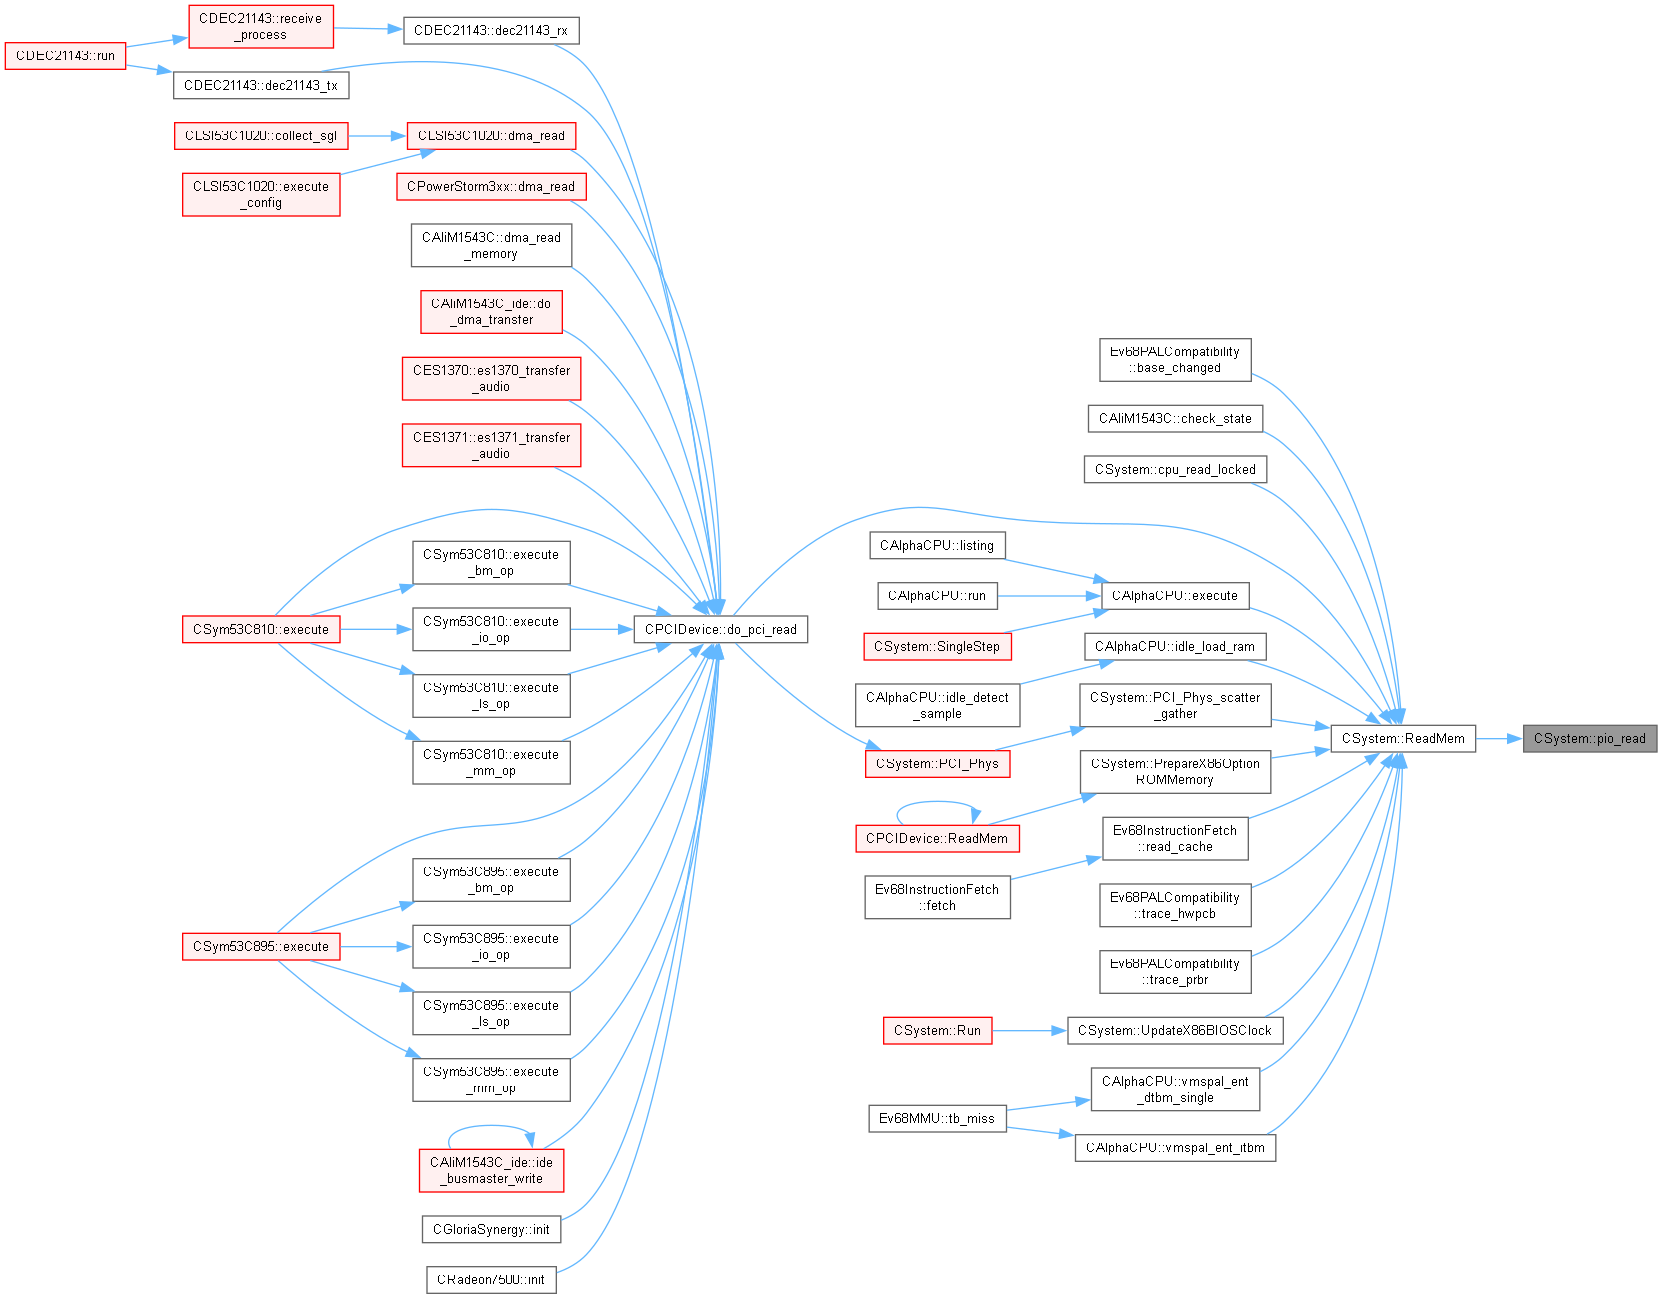 CDEC21143::run
CDEC21143::receive
_process
CDEC21143::dec21143_rx
CDEC21143::dec21143_tx
CLSI53C1020::collect_sgl
CLSI53C1020::dma_read
CLSI53C1020::execute
_config
CPowerStorm3xx::dma_read
CAliM1543C::dma_read
_memory
CAliM1543C_ide::do
_dma_transfer
CES1370::es1370_transfer
_audio
CES1371::es1371_transfer
_audio
CSym53C810::execute
CSym53C810::execute
_bm_op
CSym53C810::execute
_io_op
CSym53C810::execute
_ls_op
CSym53C810::execute
_mm_op
CSym53C895::execute
CSym53C895::execute
_bm_op
CSym53C895::execute
_io_op
CSym53C895::execute
_ls_op
CSym53C895::execute
_mm_op
CAliM1543C_ide::ide
_busmaster_write
CGloriaSynergy::init
CRadeon7500::init
CPCIDevice::do_pci_read
CAlphaCPU::listing
CAlphaCPU::run
CSystem::SingleStep
CAlphaCPU::idle_detect
_sample
CSystem::PCI_Phys
CPCIDevice::ReadMem
Ev68InstructionFetch
::fetch
CSystem::Run
Ev68MMU::tb_miss
Ev68PALCompatibility
::base_changed
CAliM1543C::check_state
CSystem::cpu_read_locked
CAlphaCPU::execute
CAlphaCPU::idle_load_ram
CSystem::PCI_Phys_scatter
_gather
CSystem::PrepareX86Option
ROMMemory
Ev68InstructionFetch
::read_cache
Ev68PALCompatibility
::trace_hwpcb
Ev68PALCompatibility
::trace_prbr
CSystem::UpdateX86BIOSClock
CAlphaCPU::vmspal_ent
_dtbm_single
CAlphaCPU::vmspal_ent_itbm
CSystem::ReadMem
CSystem::pio_read